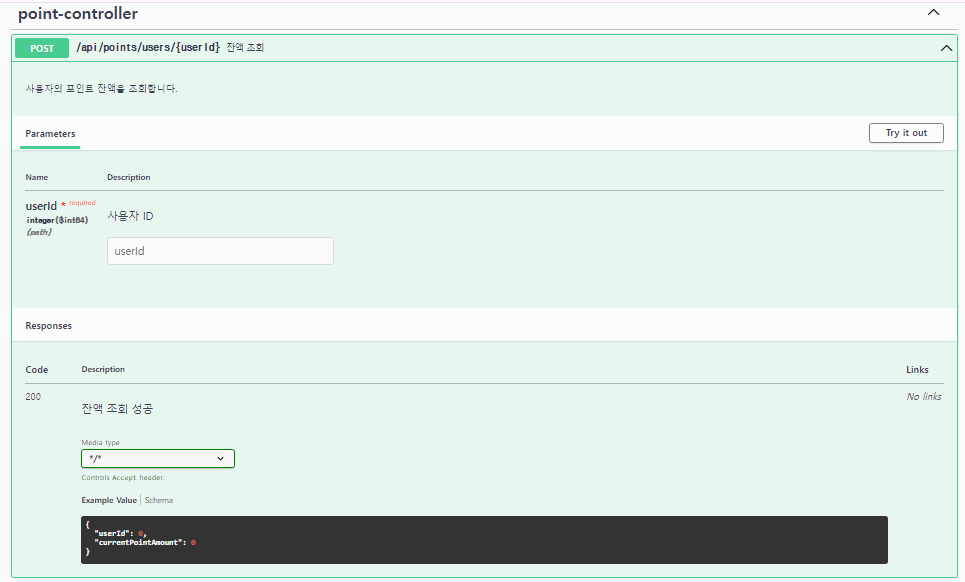 point-controller
POST /api/points/users/{userId} 잔액 조회
사용자의 포인트 잔액을 조회합니다.
Parameters
Try it out
Name Description
userId * required
integer($int64)
(path)
사용자 ID
userId
Responses
Code Description Links
200 잔액 조회 성공 No links
Media type
*/*
Controls Accept header.
Example Value Schema
{
"userId": 0,
"currentPointAmount": 0
}